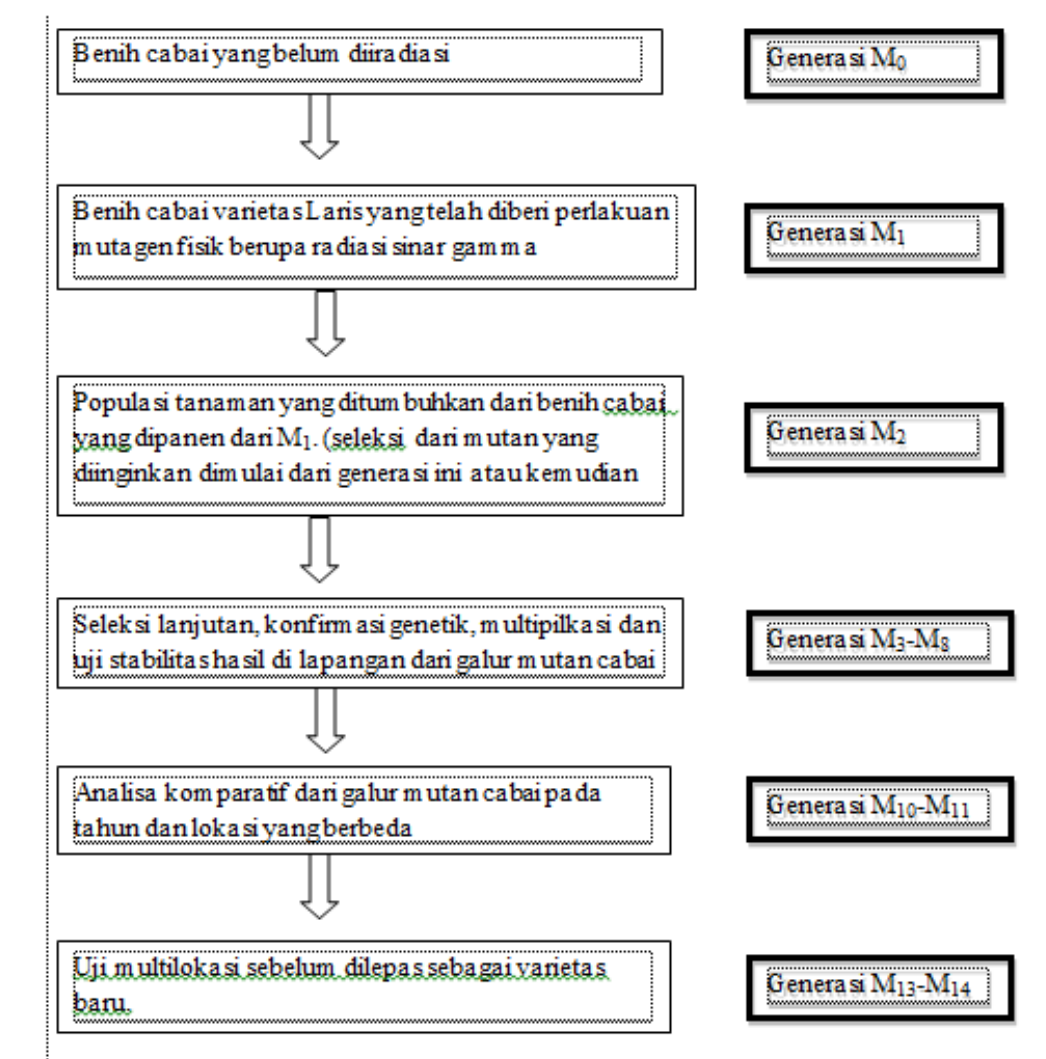 Benih cabai yang belum diiradiasi
Generasi M₀
Benih cabai varietas Laris yang telah diberi perlakuan
mutagen fisik berupa radiasi sinar gamma
Generasi M₁
Populasi tanaman yang ditumbuhkan dari benih cabai
yang dipanen dari M₁. (seleksi dari mutan yang
diinginkan dimulai dari generasi ini atau kemudian
Generasi M₂
Seleksi lanjutan, konfirmasi genetik, multipilkasi dan
uji stabilitas hasil di lapangan dari galur mutan cabai
Generasi M₃-M₈
Analisa komparatif dari galur mutan cabai pada
tahun dan lokasi yang berbeda
Generasi M₁₀-M₁₁
Uji multilokasi sebelum dilepas sebagai varietas
baru.
Generasi M₁₃-M₁₄